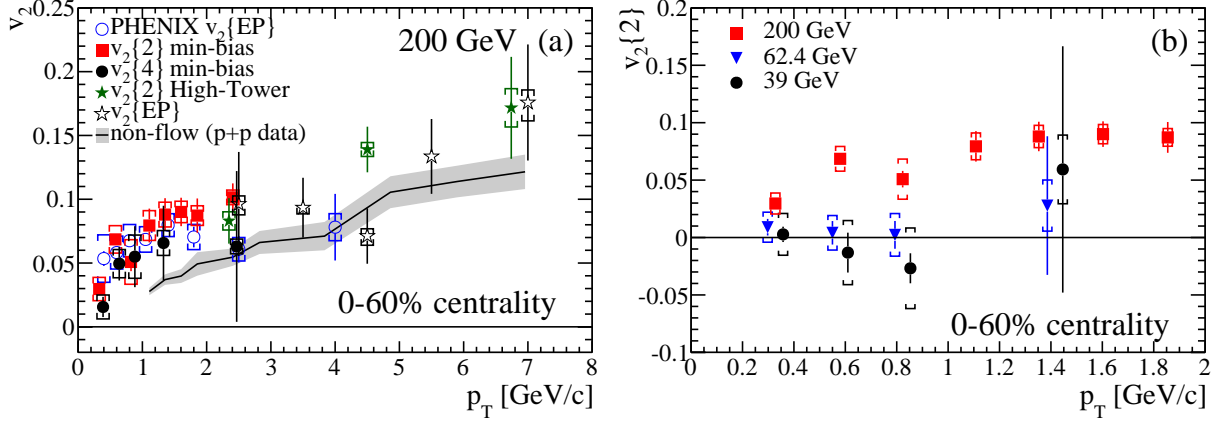 v₂
0.25
0.2
0.15
0.1
0.05
0
PHENIX v₂{EP}
v₂{2} min-bias
v₂{4} min-bias
v₂{2} High-Tower
v₂{EP}
non-flow (p+p data)
200 GeV (a)
0-60% centrality
0 1 2 3 4 5 6 7 8
p_T [GeV/c]
v₂{2}
0.2
0.15
0.1
0.05
0
-0.05
-0.1
200 GeV
62.4 GeV
39 GeV
(b)
0-60% centrality
0 0.2 0.4 0.6 0.8 1 1.2 1.4 1.6 1.8 2
p_T [GeV/c]